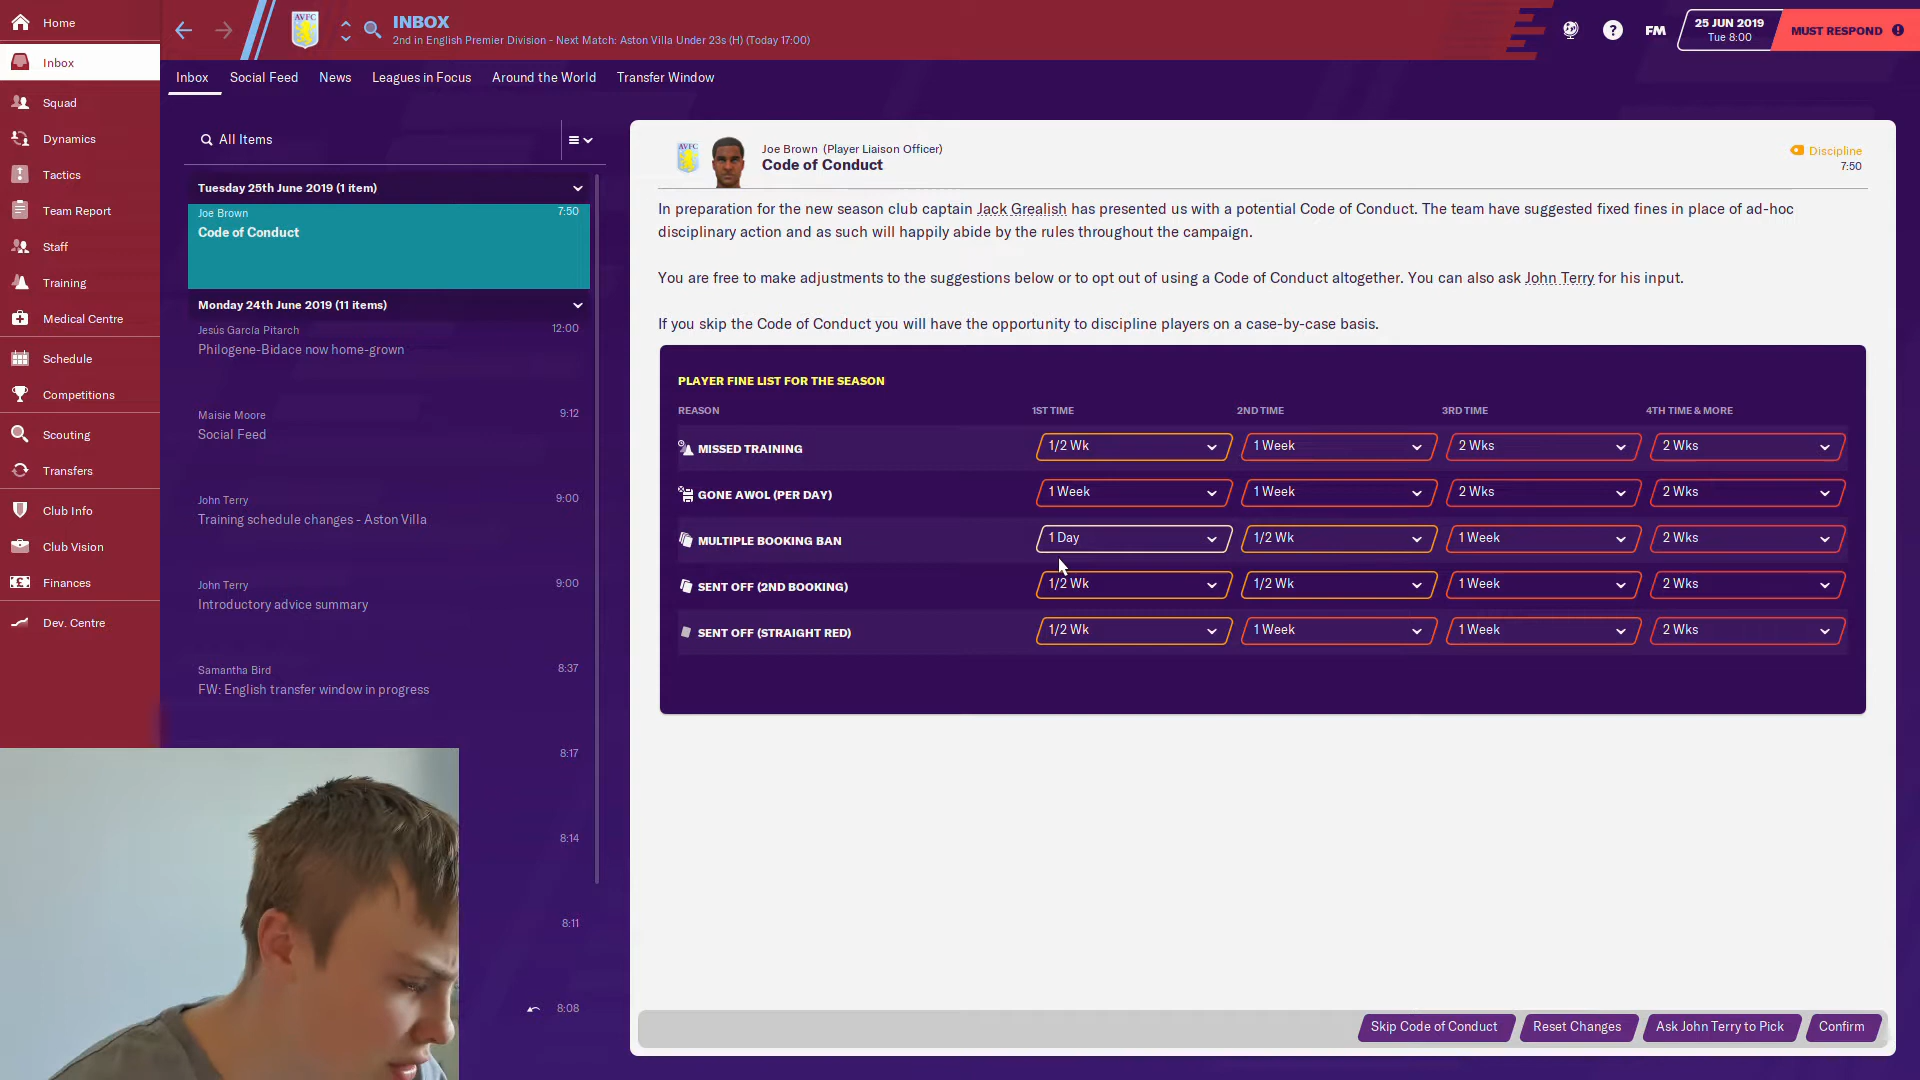 Home
Inbox
Squad
Dynamics
Tactics
Team Report
Staff
Training
Medical Centre
Schedule
Competitions
Scouting
Transfers
Club Info
Club Vision
Finances
Dev. Centre
AVFC
INBOX
2nd in English Premier Division - Next Match: Aston Villa Under 23s (H) (Today 17:00)
FM
25 JUN 2019
Tue 8:00
MUST RESPOND
Inbox Social Feed News Leagues in Focus Around the World Transfer Window
All Items
Tuesday 25th June 2019 (1 item)
Joe Brown 7:50
Code of Conduct
Monday 24th June 2019 (11 items)
Jesús García Pitarch 12:00
Philogene-Bidace now home-grown
Maisie Moore 9:12
Social Feed
John Terry 9:00
Training schedule changes - Aston Villa
John Terry 9:00
Introductory advice summary
Samantha Bird 8:37
FW: English transfer window in progress
8:17
8:14
8:11
8:08
AVFC
Joe Brown (Player Liaison Officer)
Code of Conduct
Discipline
7:50
In preparation for the new season club captain Jack Grealish has presented us with a potential Code of Conduct. The team have suggested fixed fines in place of ad-hoc
disciplinary action and as such will happily abide by the rules throughout the campaign.
You are free to make adjustments to the suggestions below or to opt out of using a Code of Conduct altogether. You can also ask John Terry for his input.
If you skip the Code of Conduct you will have the opportunity to discipline players on a case-by-case basis.
PLAYER FINE LIST FOR THE SEASON
REASON 1ST TIME 2ND TIME 3RD TIME 4TH TIME & MORE
MISSED TRAINING 1/2 Wk 1 Week 2 Wks 2 Wks
GONE AWOL (PER DAY) 1 Week 1 Week 2 Wks 2 Wks
MULTIPLE BOOKING BAN 1 Day 1/2 Wk 1 Week 2 Wks
SENT OFF (2ND BOOKING) 1/2 Wk 1/2 Wk 1 Week 2 Wks
SENT OFF (STRAIGHT RED) 1/2 Wk 1 Week 1 Week 2 Wks
Skip Code of Conduct Reset Changes Ask John Terry to Pick Confirm